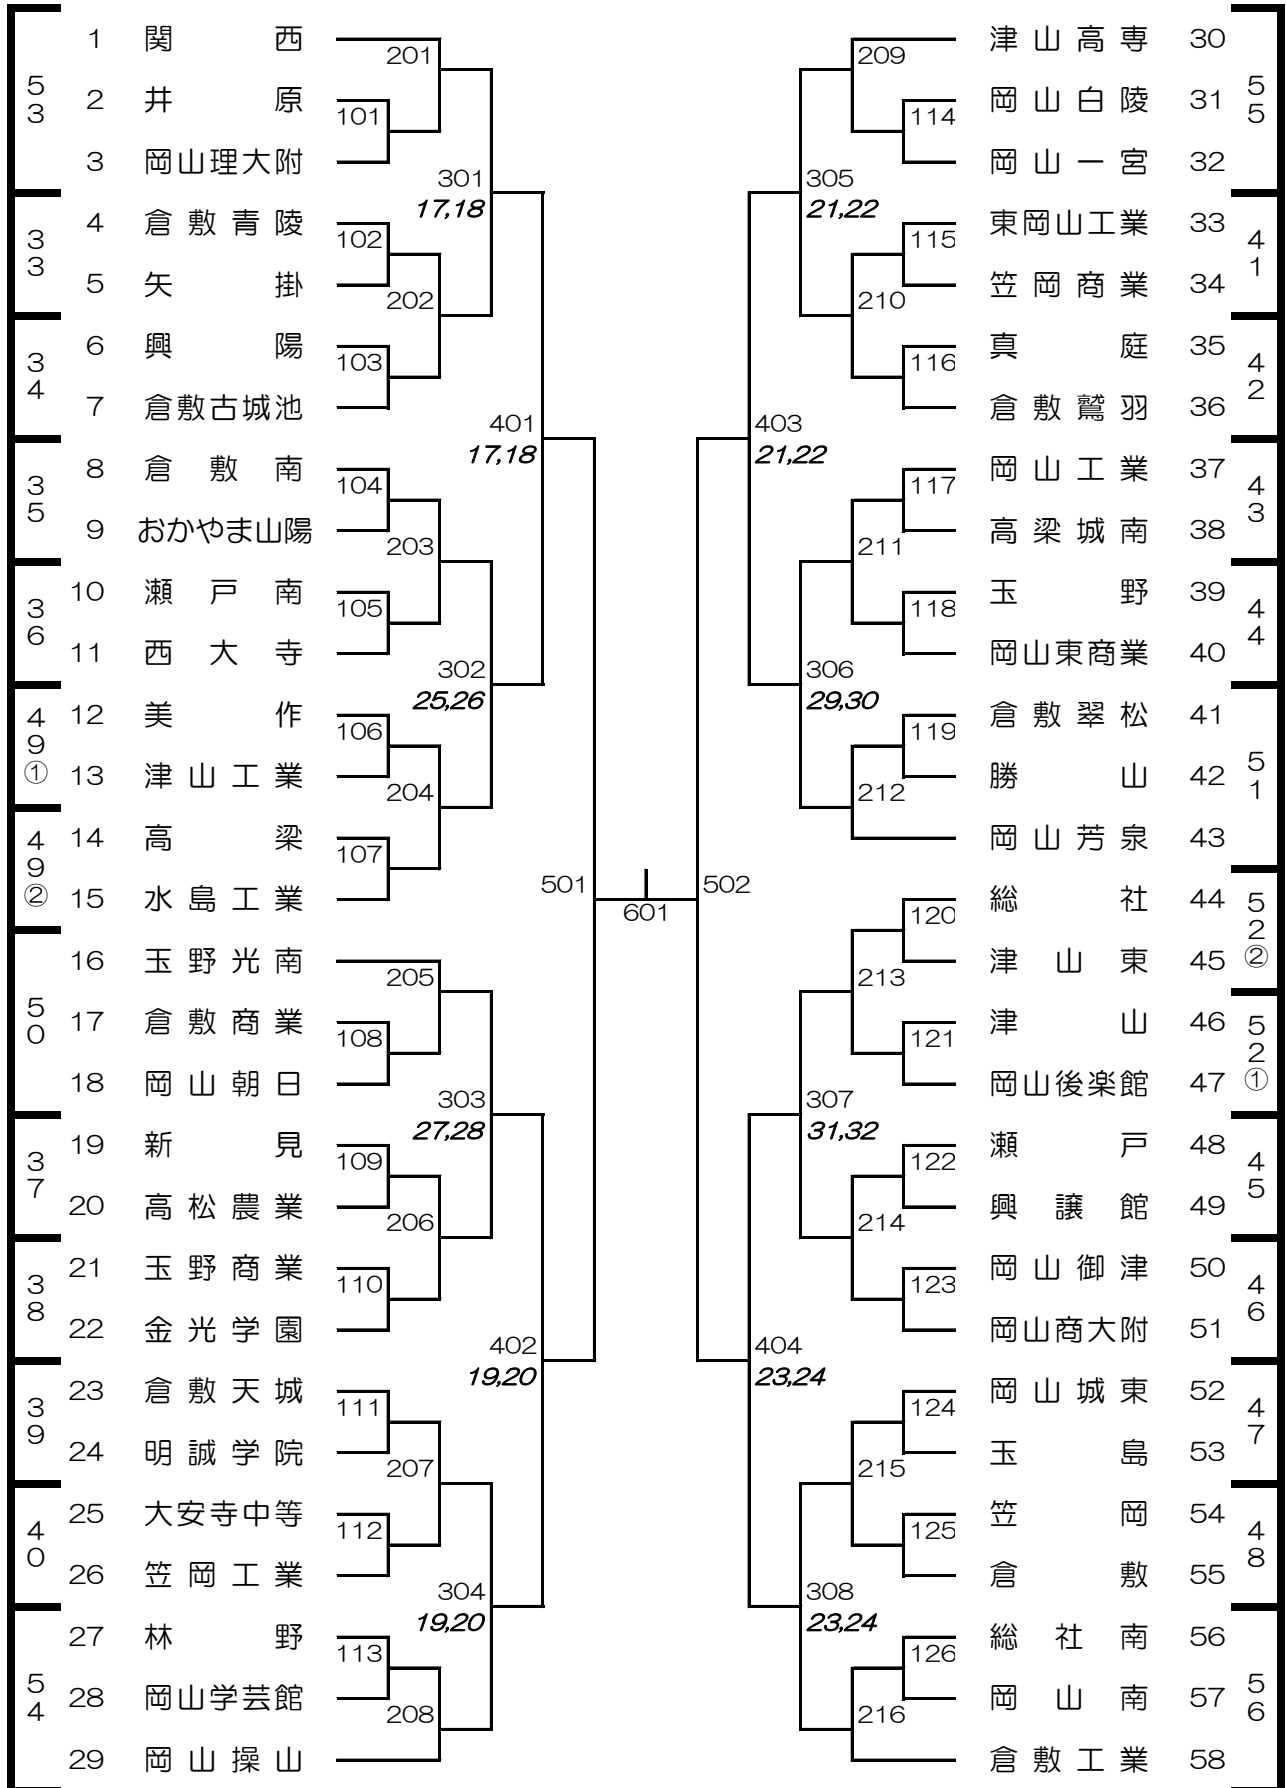 53
1 関西
2 井原
3 岡山理大附
201
101
301
17,18
33
4 倉敷青陵
5 矢掛
102
202
34
6 興陽
7 倉敷古城池
103
401
17,18
35
8 倉敷南
9 おかやま山陽
104
203
36
10 瀬戸南
11 西大寺
105
302
25,26
49①
12 美作
13 津山工業
106
204
49②
14 高梁
15 水島工業
107
501
50
16 玉野光南
17 倉敷商業
18 岡山朝日
205
108
303
27,28
37
19 新見
20 高松農業
109
206
38
21 玉野商業
22 金光学園
110
402
19,20
39
23 倉敷天城
24 明誠学院
111
207
40
25 大安寺中等
26 笠岡工業
112
304
19,20
54
27 林野
28 岡山学芸館
29 岡山操山
113
208
601
津山高専 30
岡山白陵 31
岡山一宮 32
55
209
114
305
21,22
東岡山工業 33
笠岡商業 34
41
115
210
真庭 35
倉敷鷲羽 36
42
116
403
21,22
岡山工業 37
高梁城南 38
43
117
211
玉野 39
岡山東商業 40
44
118
306
29,30
倉敷翠松 41
勝山 42
岡山芳泉 43
51
119
212
502
総社 44
津山東 45
52②
120
213
津山 46
岡山後楽館 47
52①
121
307
31,32
瀬戸 48
興譲館 49
45
122
214
岡山御津 50
岡山商大附 51
46
123
404
23,24
岡山城東 52
玉島 53
47
124
215
笠岡 54
倉敷 55
48
125
308
23,24
総社南 56
岡山南 57
倉敷工業 58
56
126
216